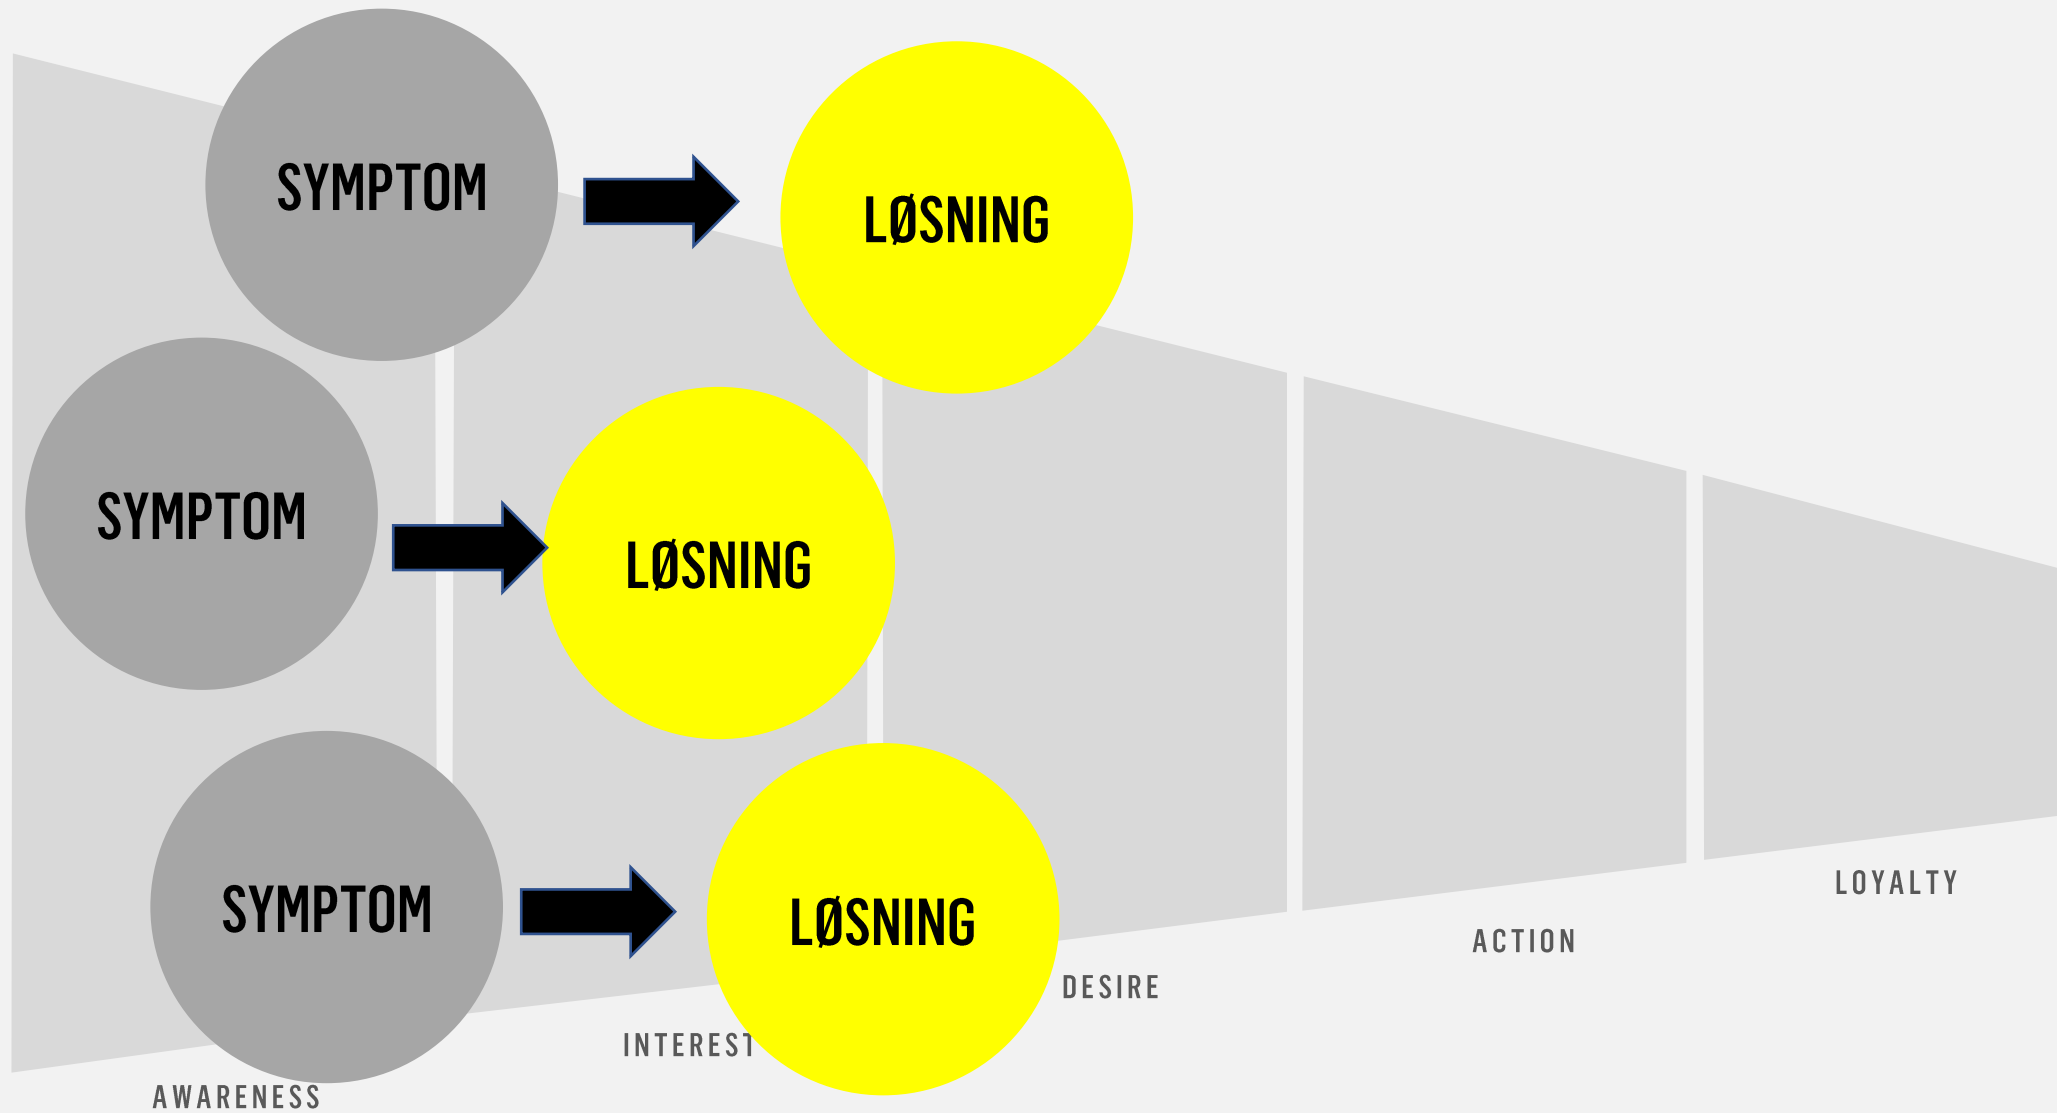 SYMPTOM
LØSNING
SYMPTOM
LØSNING
SYMPTOM
LØSNING
AWARENESS
INTEREST
DESIRE
ACTION
LOYALTY